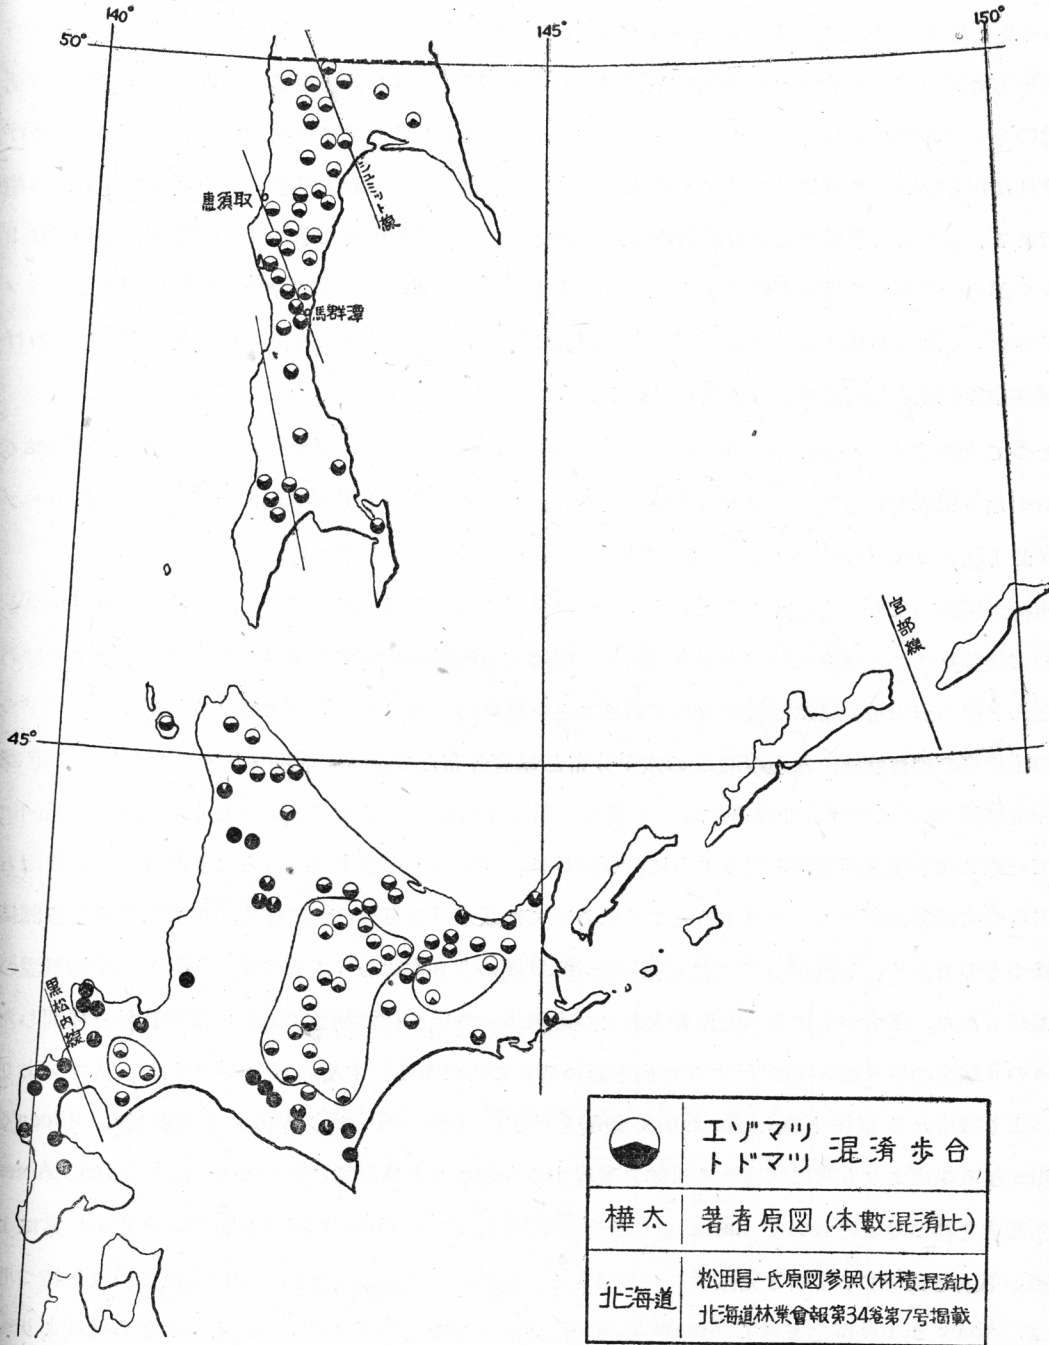 140°
145°
150°
50°
シュミット線
惠須取
馬群潭
宮部線
45°
黒松内線
エゾマツ
トドマツ 混淆歩合
樺太 著者原図(本數混淆比)
北海道 松田昌一氏原図参照(材積混淆比)
北海道林業會報第34巻第7号掲載